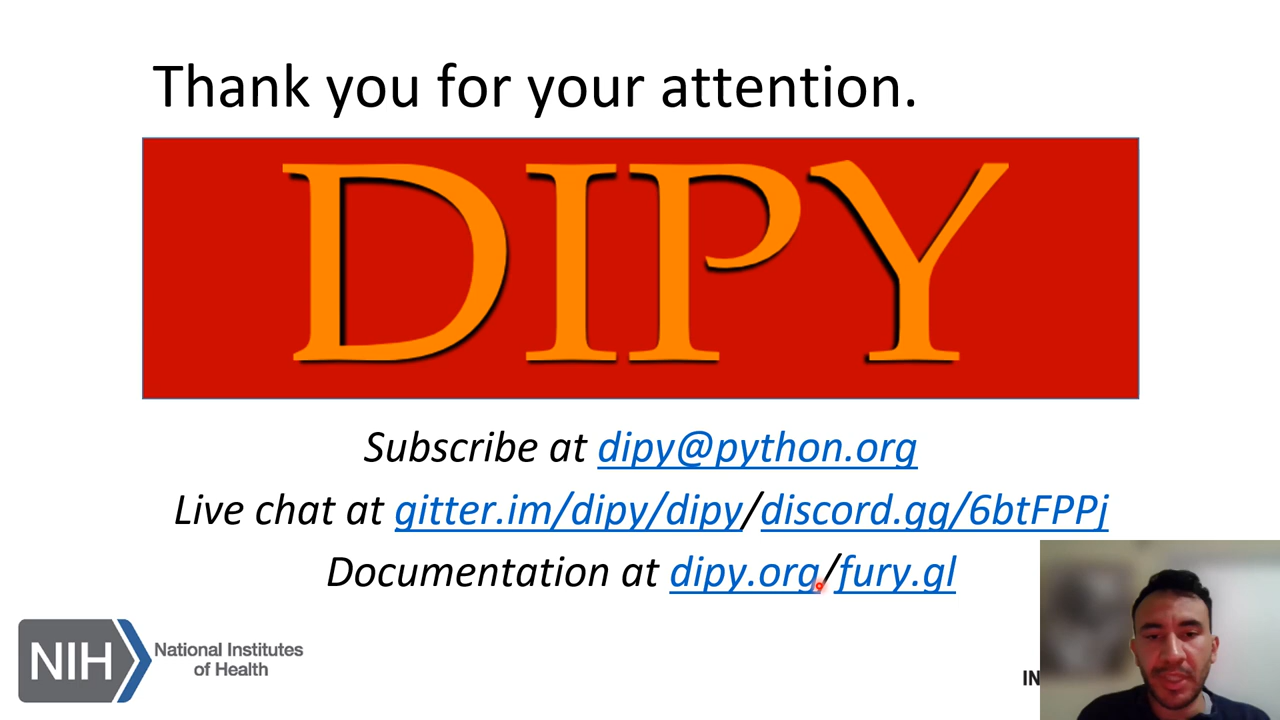 Thank you for your attention.
DIPY
Subscribe at dipy@python.org
Live chat at gitter.im/dipy/dipy/discord.gg/6btFPPj
Documentation at dipy.org/fury.gl
NIH National Institutes
of Health
IN